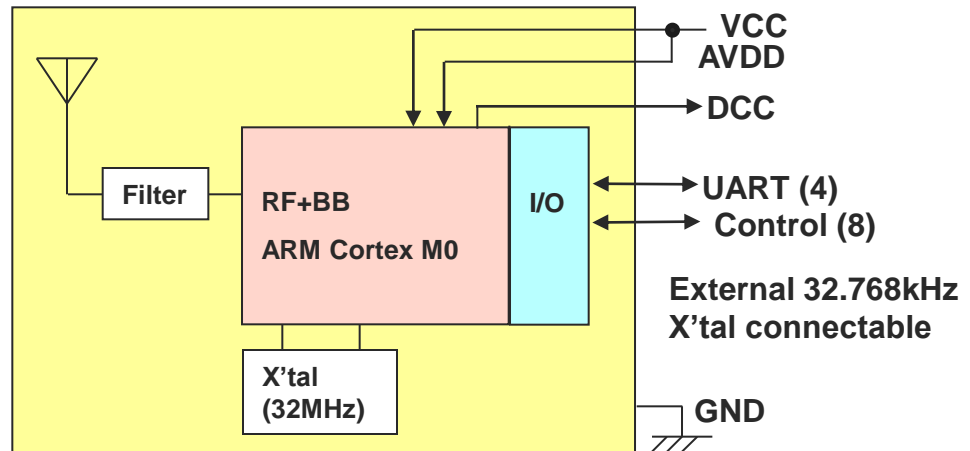 VCC
AVDD
DCC
Filter
RF+BB
ARM Cortex M0
I/O
UART (4)
Control (8)
External 32.768kHz
X'tal connectable
X'tal
(32MHz)
GND